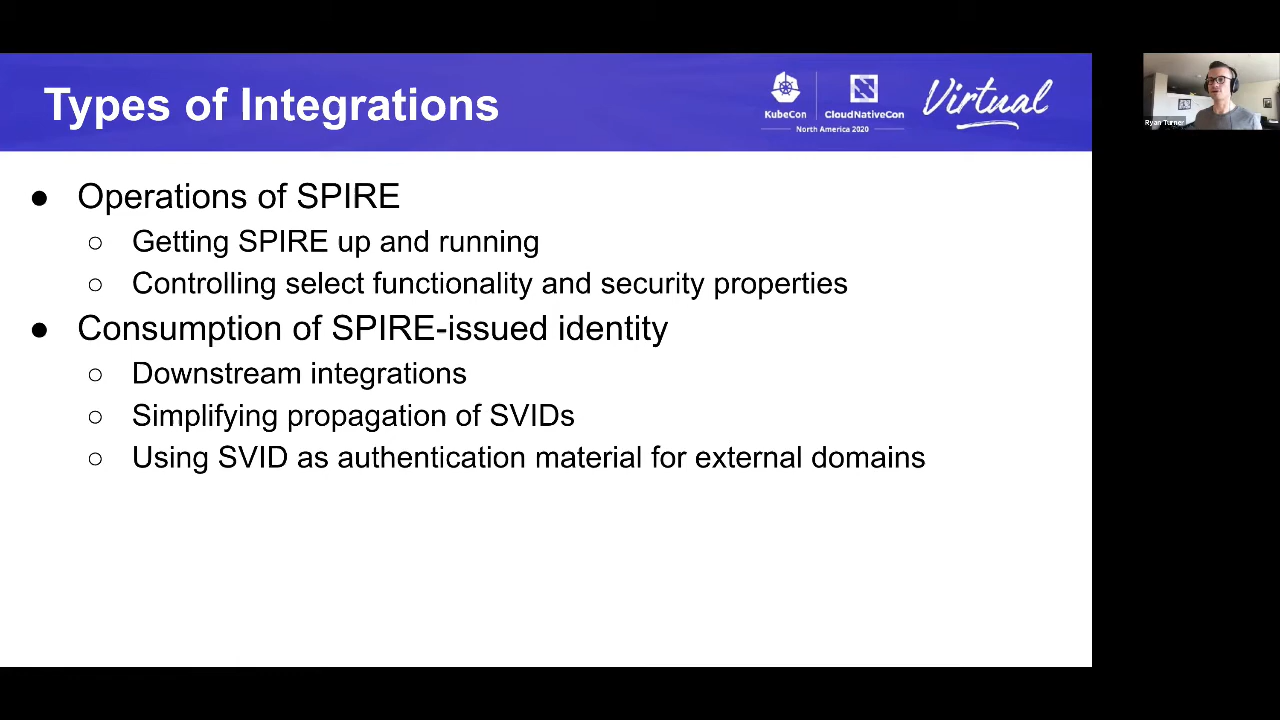 Types of Integrations
KubeCon
CloudNativeCon
North America 2020
Virtual
Ryan Turner
● Operations of SPIRE
○ Getting SPIRE up and running
○ Controlling select functionality and security properties
● Consumption of SPIRE-issued identity
○ Downstream integrations
○ Simplifying propagation of SVIDs
○ Using SVID as authentication material for external domains